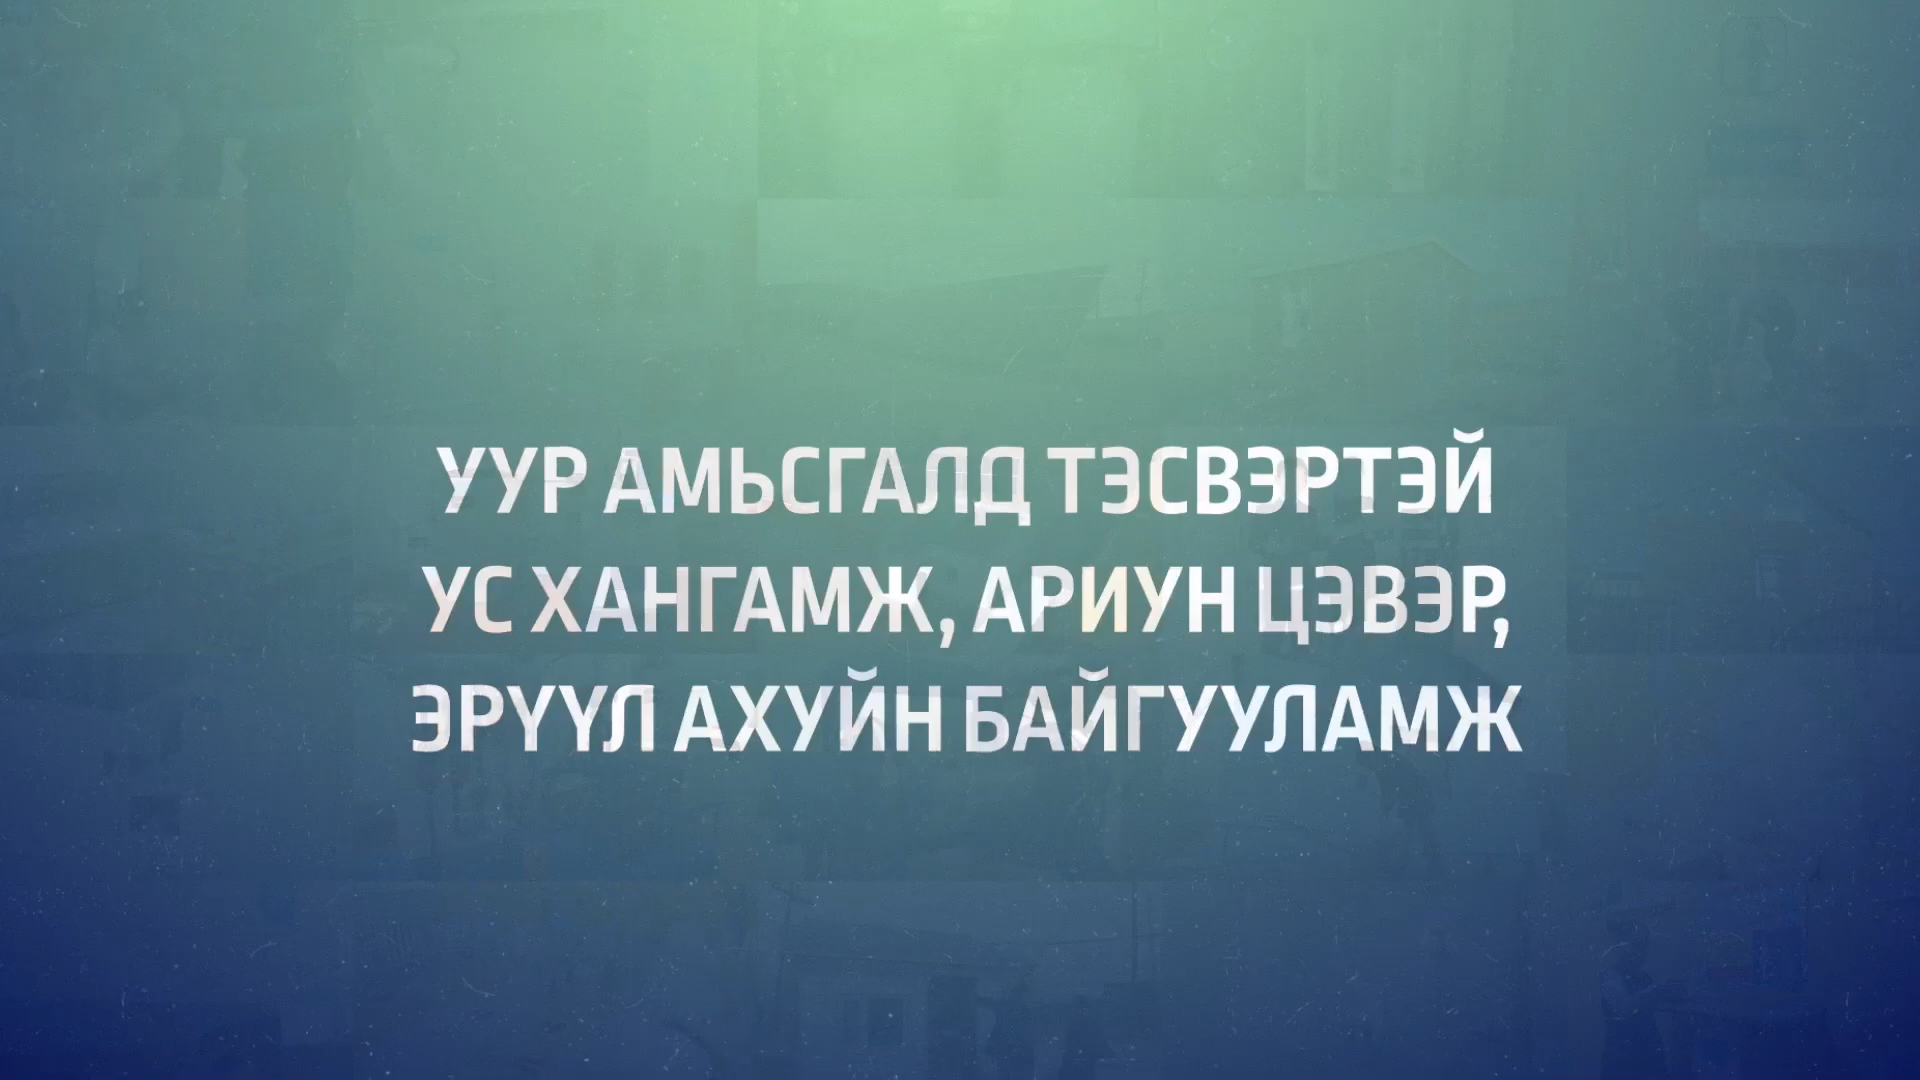 УУР АМЬСГАЛД ТЭСВЭРТЭЙ
УС ХАНГАМЖ, АРИУН ЦЭВЭР,
ЭРҮҮЛ АХУЙН БАЙГУУЛАМЖ